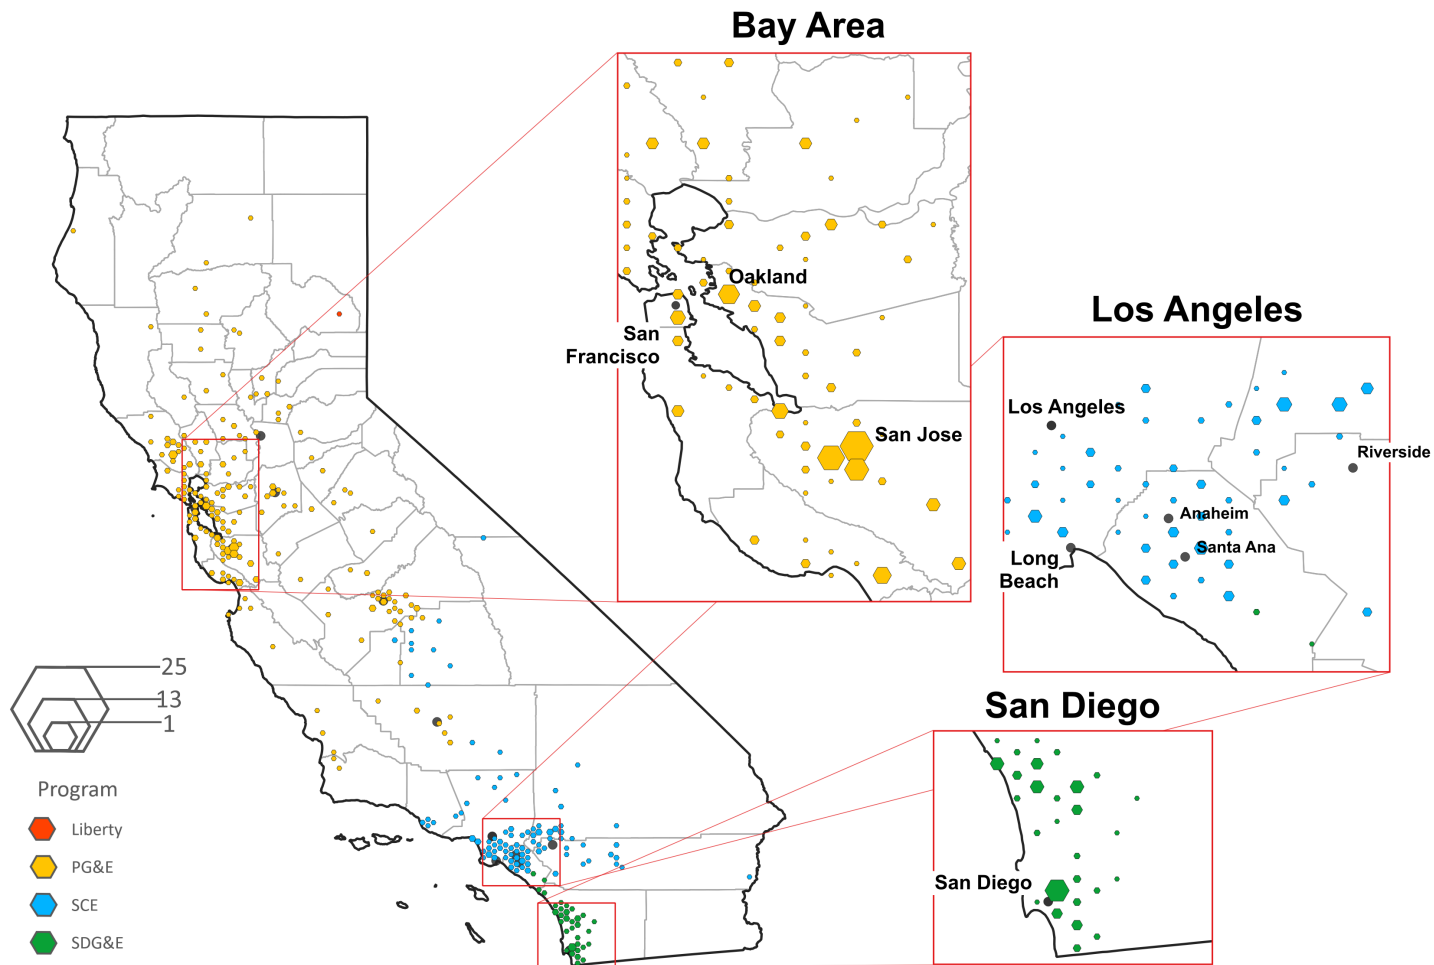 Bay Area
Oakland
San
Francisco
San Jose
Los Angeles
Los Angeles
Riverside
Anaheim
Santa Ana
Long
Beach
San Diego
San Diego
25
13
1
Program
Liberty
PG&E
SCE
SDG&E